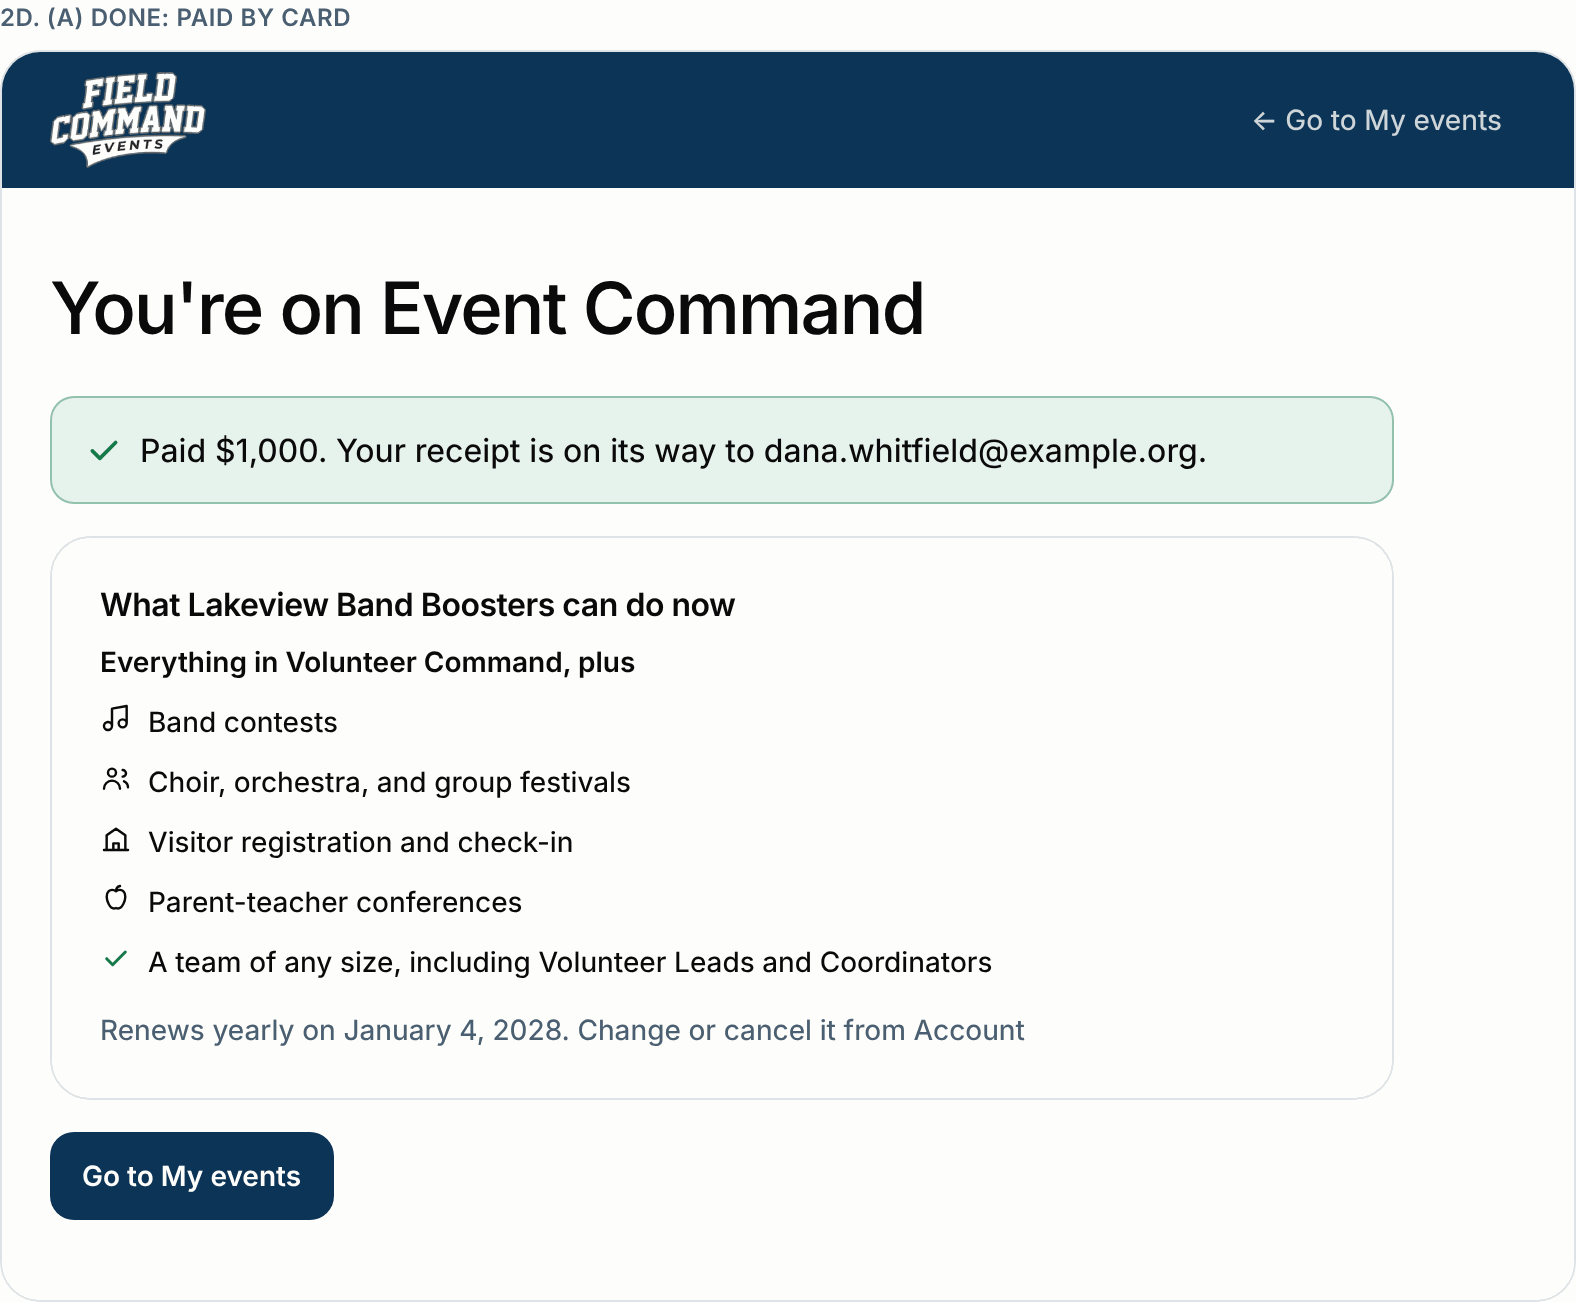 2D. (A) DONE: PAID BY CARD
FIELD
COMMAND
EVENTS
← Go to My events
You're on Event Command
Paid $1,000. Your receipt is on its way to dana.whitfield@example.org.
What Lakeview Band Boosters can do now
Everything in Volunteer Command, plus
Band contests
Choir, orchestra, and group festivals
Visitor registration and check-in
Parent-teacher conferences
A team of any size, including Volunteer Leads and Coordinators
Renews yearly on January 4, 2028. Change or cancel it from Account
Go to My events